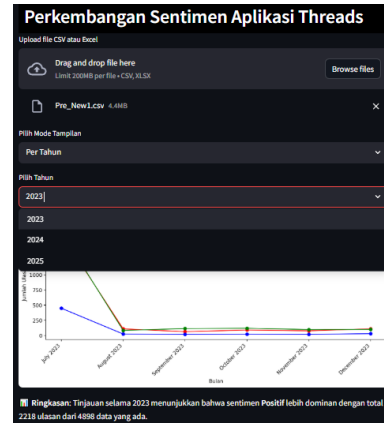 Perkembangan Sentimen Aplikasi Threads
Upload file CSV atau Excel
Drag and drop file here
Limit 200MB per file • CSV, XLSX
Browse files
Pre_New1.csv 4.4MB
Pilih Mode Tampilan
Per Tahun
Pilih Tahun
2023
2023
2024
2025
Jumlah
1000
750
500
250
0
July 2023
August 2023
September 2023
October 2023
November 2023
December 2023
Bulan
Ringkasan: Tinjauan selama 2023 menunjukkan bahwa sentimen Positif lebih dominan dengan total
2218 ulasan dari 4898 data yang ada.